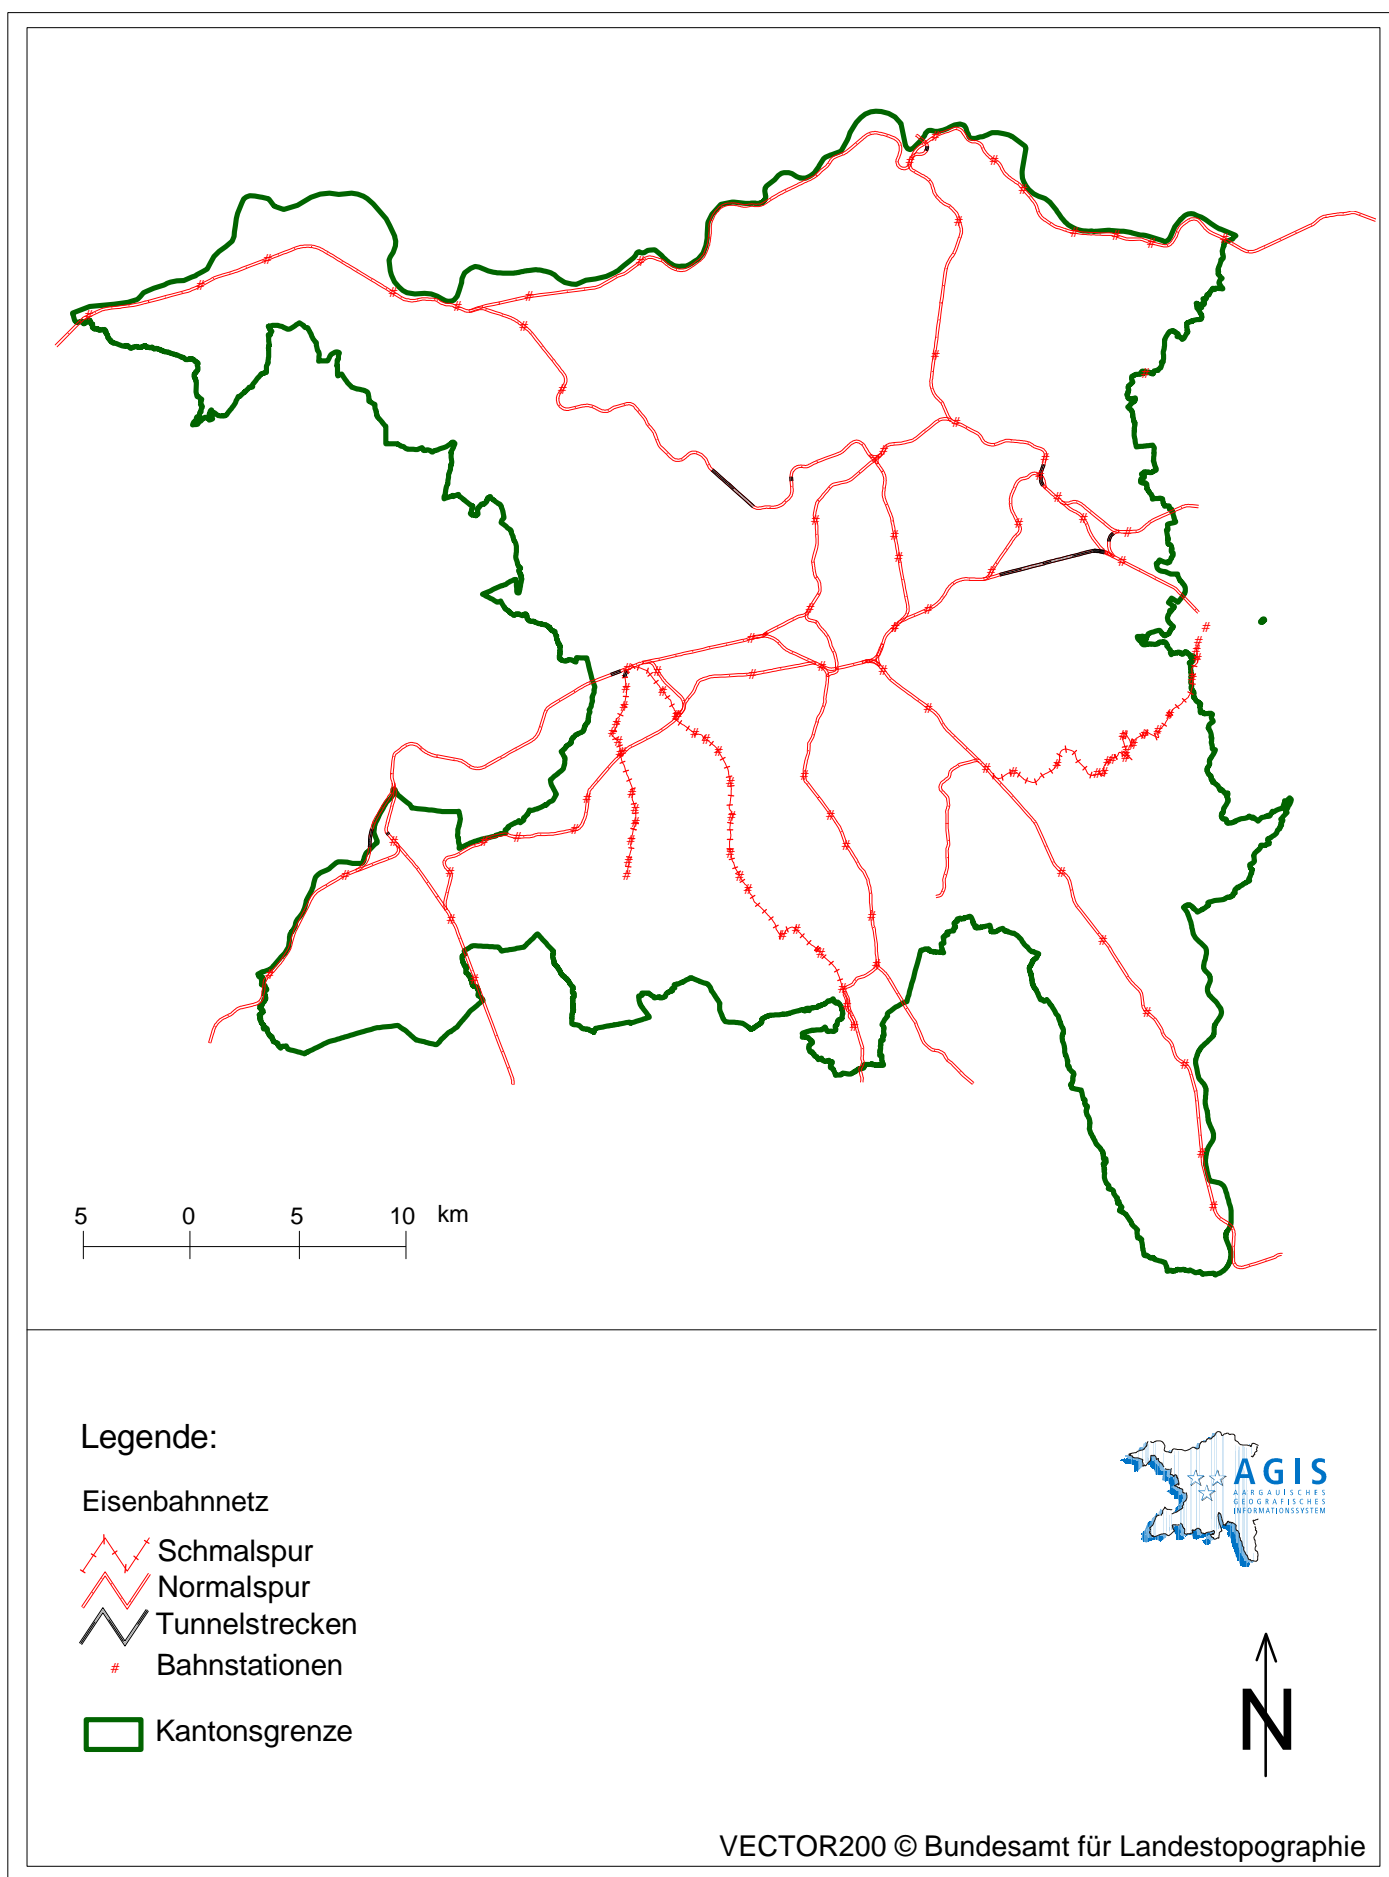 5 0 5 10 km
Legende:
Eisenbahnnetz
Schmalspur
Normalspur
Tunnelstrecken
# Bahnstationen
Kantonsgrenze
AGIS
AARGAUISCHES
GEOGRAFISCHES
INFORMATIONSSYSTEM
N
VECTOR200 © Bundesamt für Landestopographie